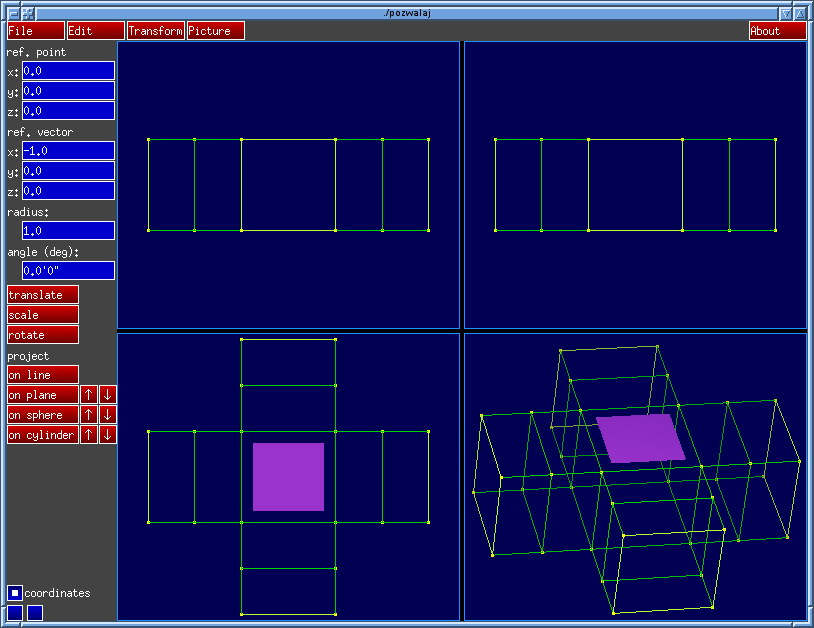 ./pozwalaj
File Edit Transform Picture About
ref. point
x: 0.0
y: 0.0
z: 0.0
ref. vector
x: -1.0
y: 0.0
z: 0.0
radius:
1.0
angle (deg):
0.0'0"
translate
scale
rotate
project
on line
on plane ↑ ↓
on sphere ↑ ↓
on cylinder ↑ ↓
coordinates